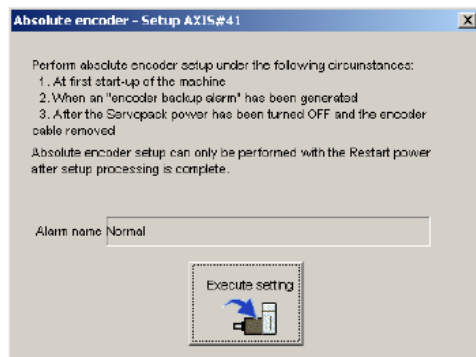 Absolute encoder - Setup AXIS#41
Perform absolute encoder setup under the following circumstances:
1. At first start-up of the machine
2. When an "encoder backup alarm" has been generated
3. After the Servopack power has been turned OFF and the encoder
cable removed
Absolute encoder setup can only be performed with the Restart power
after setup processing is complete.
Alarm name Normal
Execute setting